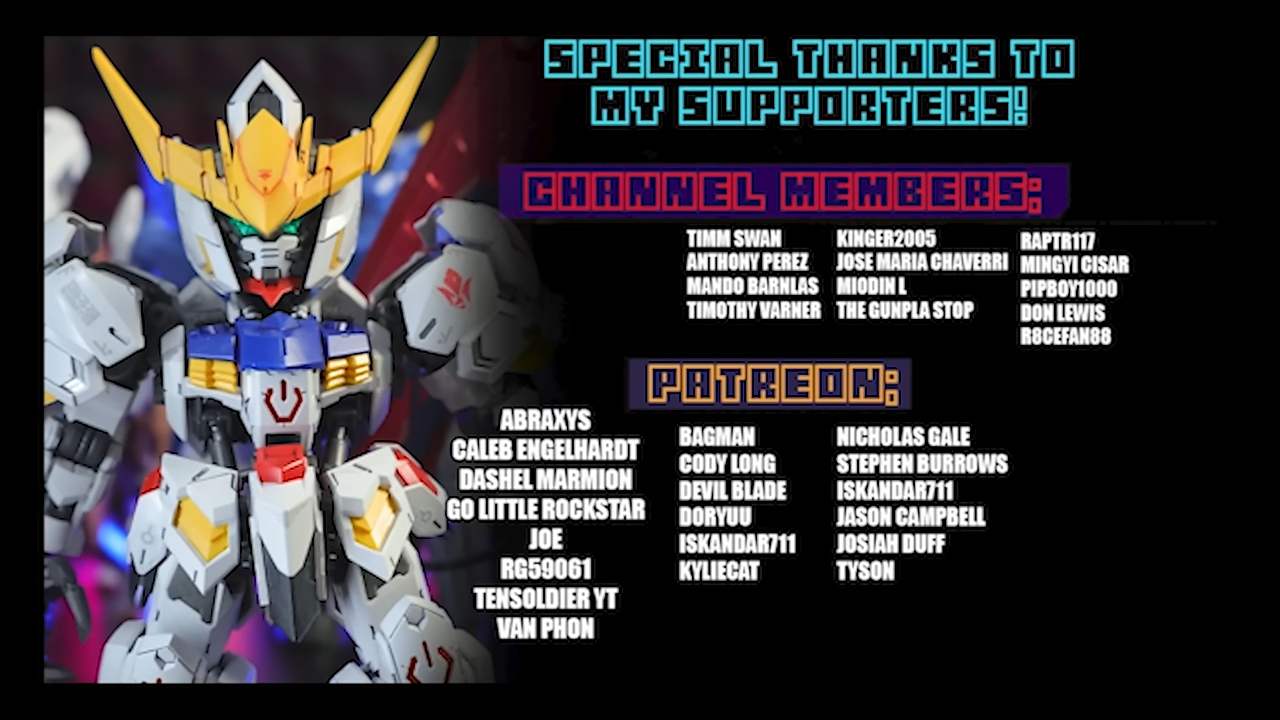 SPECIAL THANKS TO
MY SUPPORTERS!
CHANNEL MEMBERS:
TIMM SWAN
ANTHONY PEREZ
MANDO BARNLAS
TIMOTHY VARNER
KINGER2005
JOSE MARIA CHAVERRI
MIODIN L
THE GUNPLA STOP
RAPTR117
MINGYI CISAR
PIPBOY1000
DON LEWIS
R8CEFAN88
PATREON:
ABRAXYS
CALEB ENGELHARDT
DASHEL MARMION
GO LITTLE ROCKSTAR
JOE
RG59061
TENSOLDIER YT
VAN PHON
BAGMAN
CODY LONG
DEVIL BLADE
DORYUU
ISKANDAR711
KYLIECAT
NICHOLAS GALE
STEPHEN BURROWS
ISKANDAR711
JASON CAMPBELL
JOSIAH DUFF
TYSON